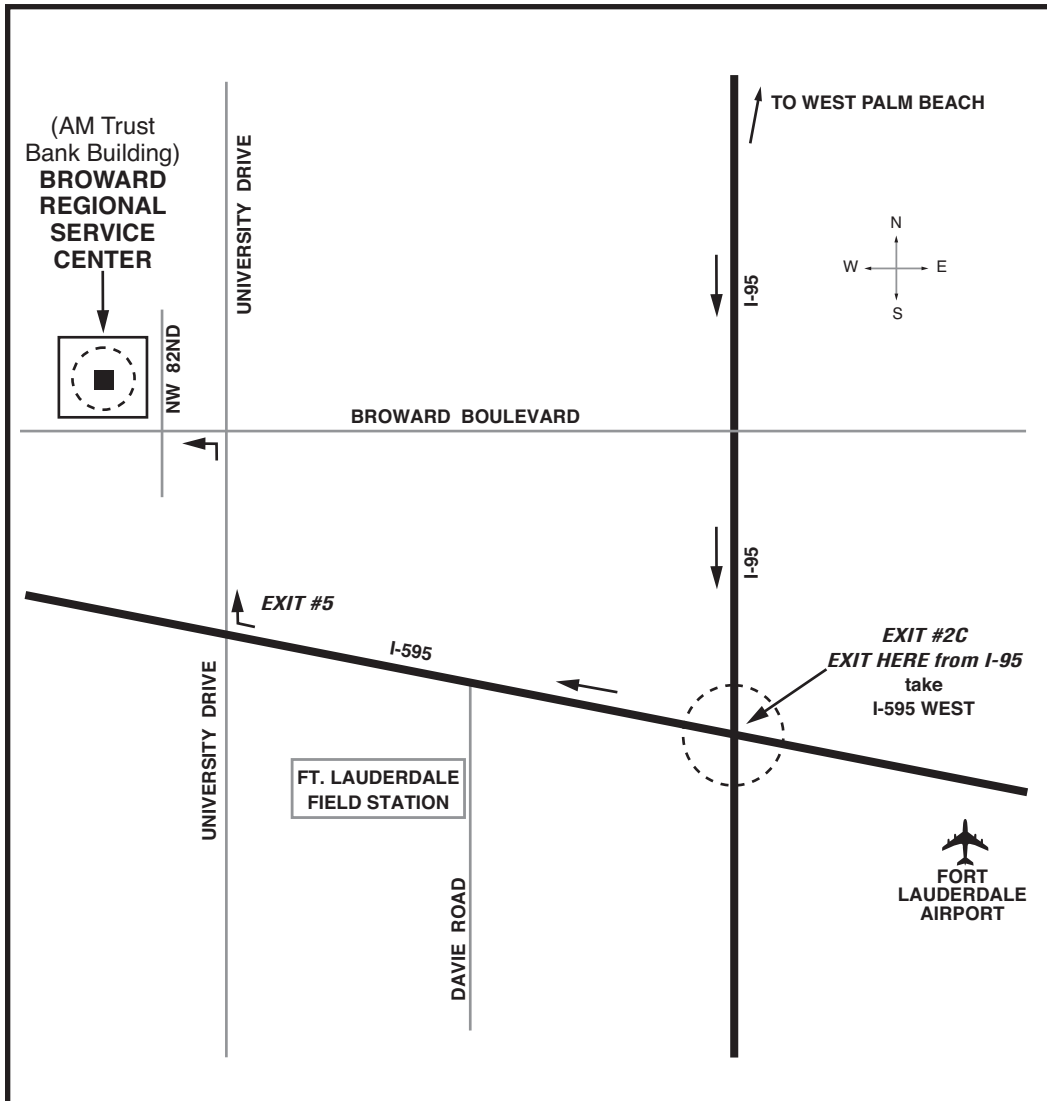 TO WEST PALM BEACH
(AM Trust
Bank Building)
BROWARD
REGIONAL
SERVICE
CENTER
UNIVERSITY DRIVE
N
W
E
S
I-95
NW 82ND
BROWARD BOULEVARD
I-95
EXIT #5
I-595
EXIT #2C
EXIT HERE from I-95
take
I-595 WEST
UNIVERSITY DRIVE
FT. LAUDERDALE
FIELD STATION
DAVIE ROAD
FORT
LAUDERDALE
AIRPORT